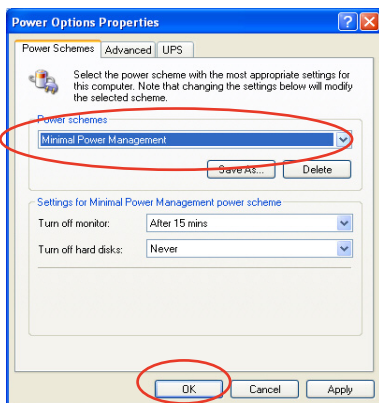 Power Options Properties
Power Schemes Advanced UPS
Select the power scheme with the most appropriate settings for
this computer. Note that changing the settings below will modify
the selected scheme.
Power schemes
Minimal Power Management
Save As... Delete
Settings for Minimal Power Management power scheme
Turn off monitor: After 15 mins
Turn off hard disks: Never
OK Cancel Apply